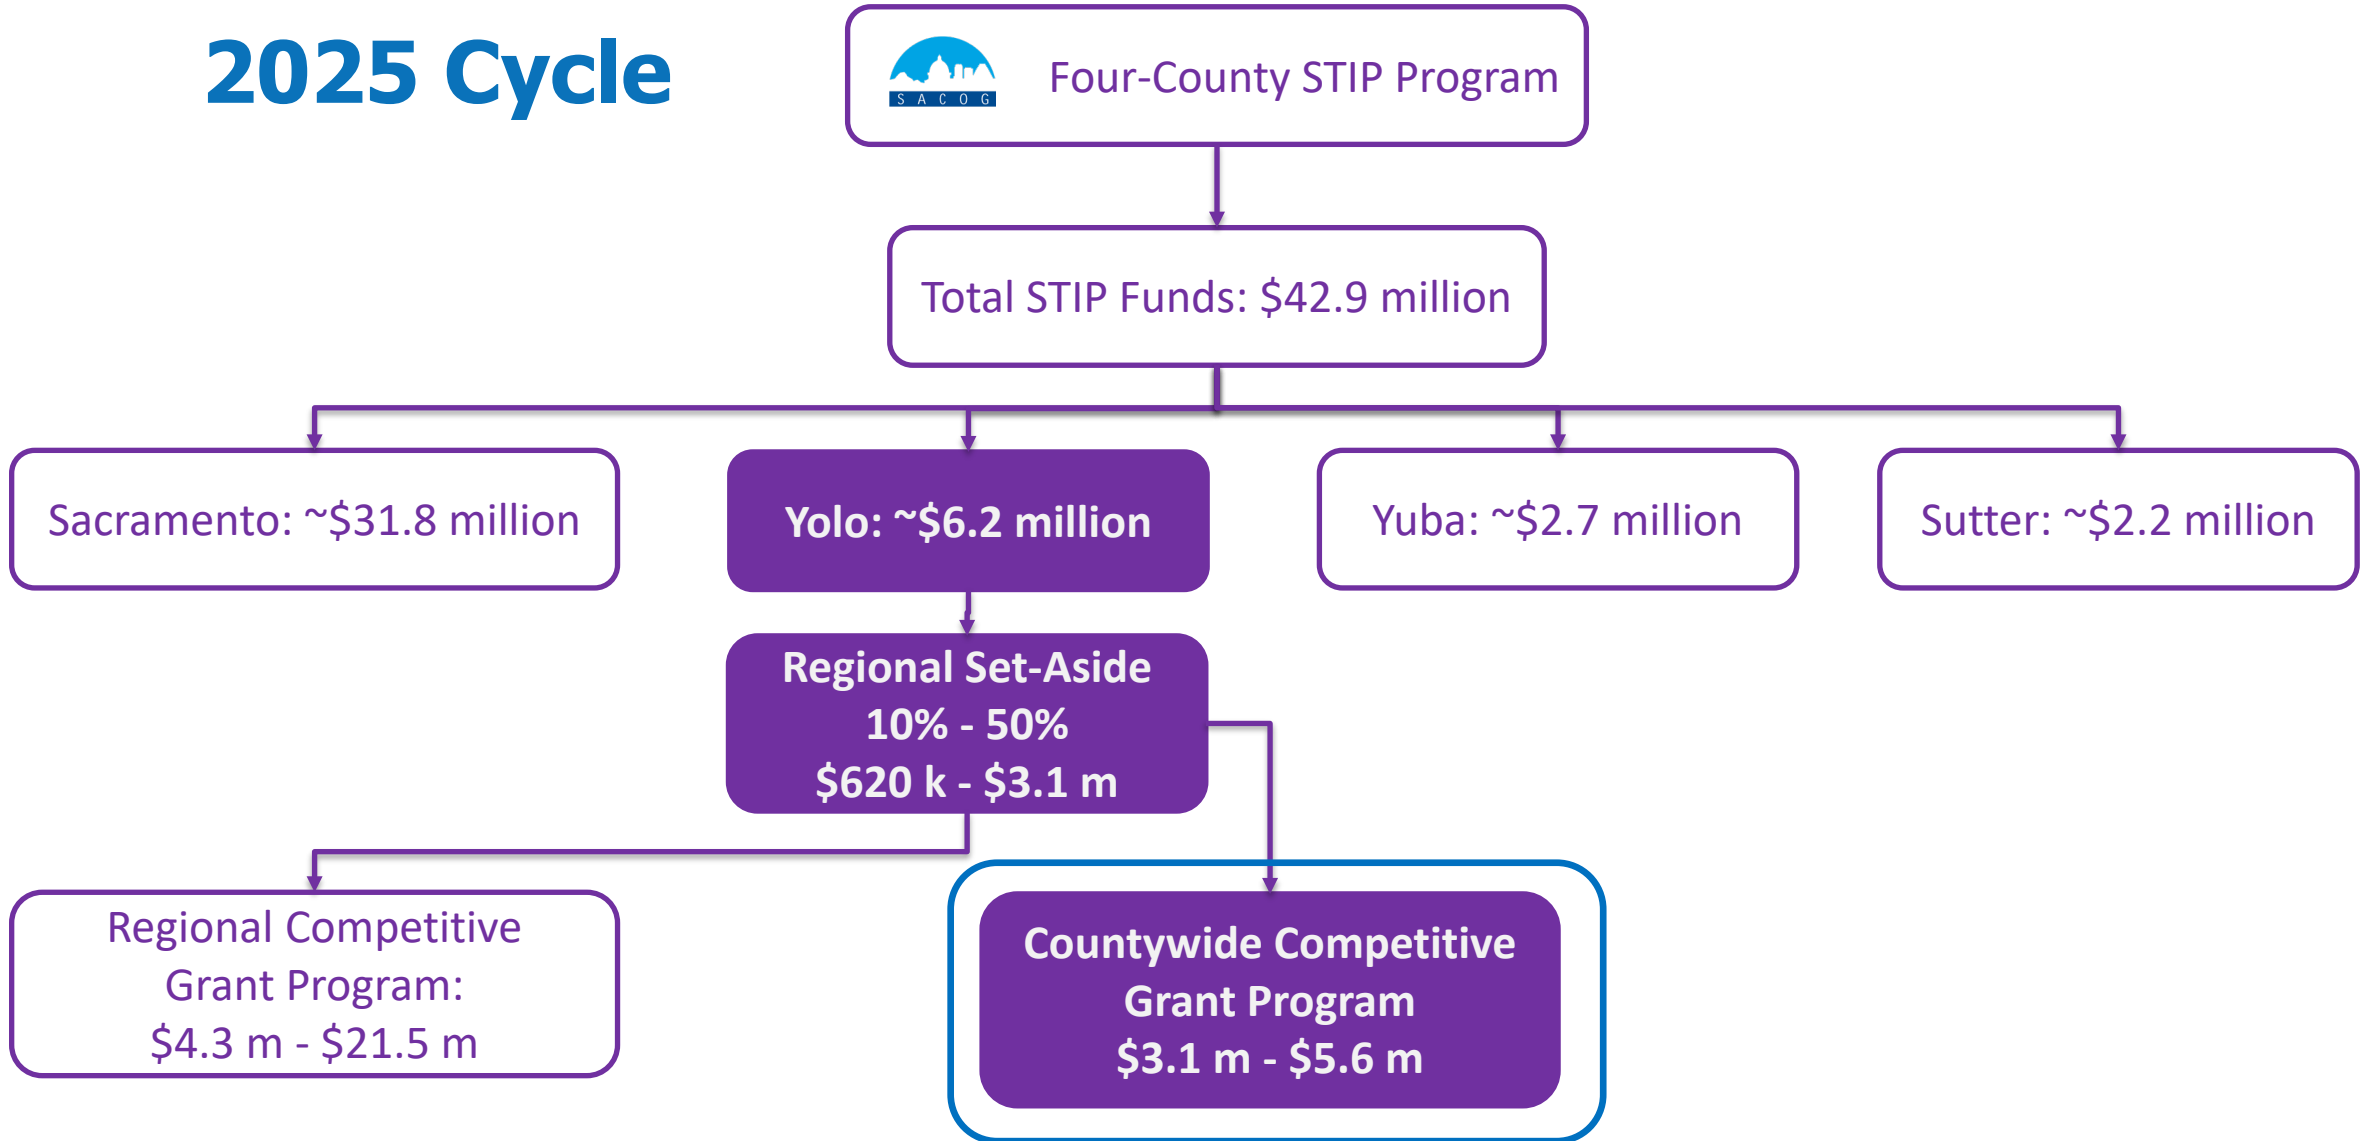 2025 Cycle
SACOG
Four-County STIP Program
Total STIP Funds: $42.9 million
Sacramento: ~$31.8 million
Yolo: ~$6.2 million
Yuba: ~$2.7 million
Sutter: ~$2.2 million
Regional Set-Aside
10% - 50%
$620 k - $3.1 m
Regional Competitive
Grant Program:
$4.3 m - $21.5 m
Countywide Competitive
Grant Program
$3.1 m - $5.6 m